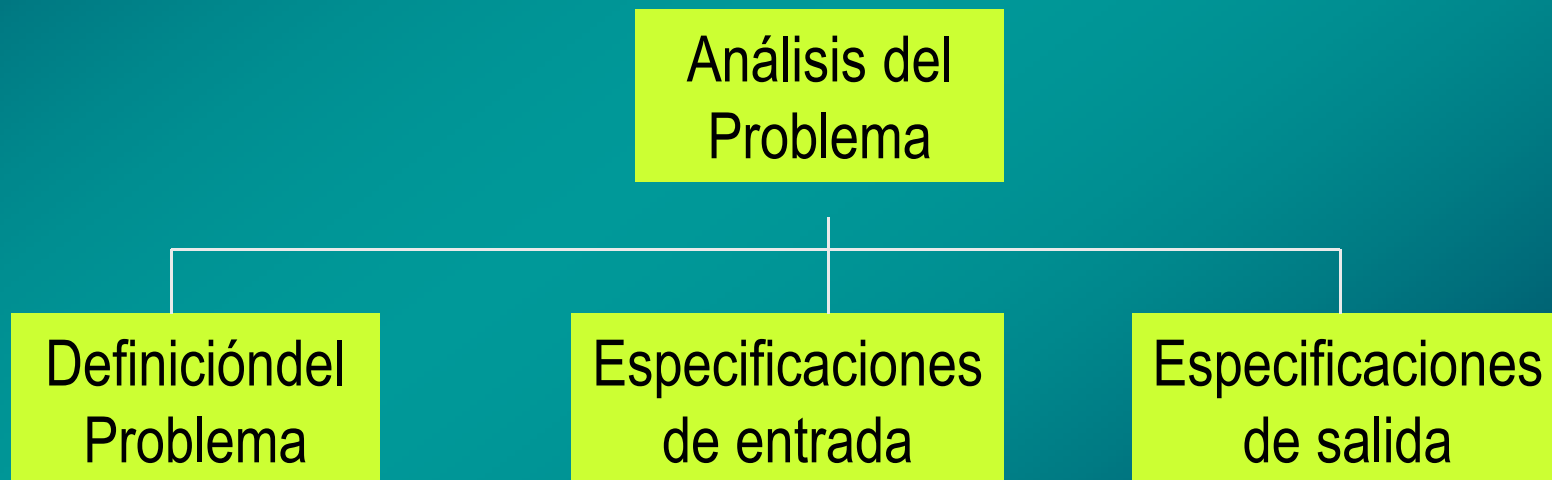 Análisis del
Problema
Definicióndel
Problema
Especificaciones
de entrada
Especificaciones
de salida